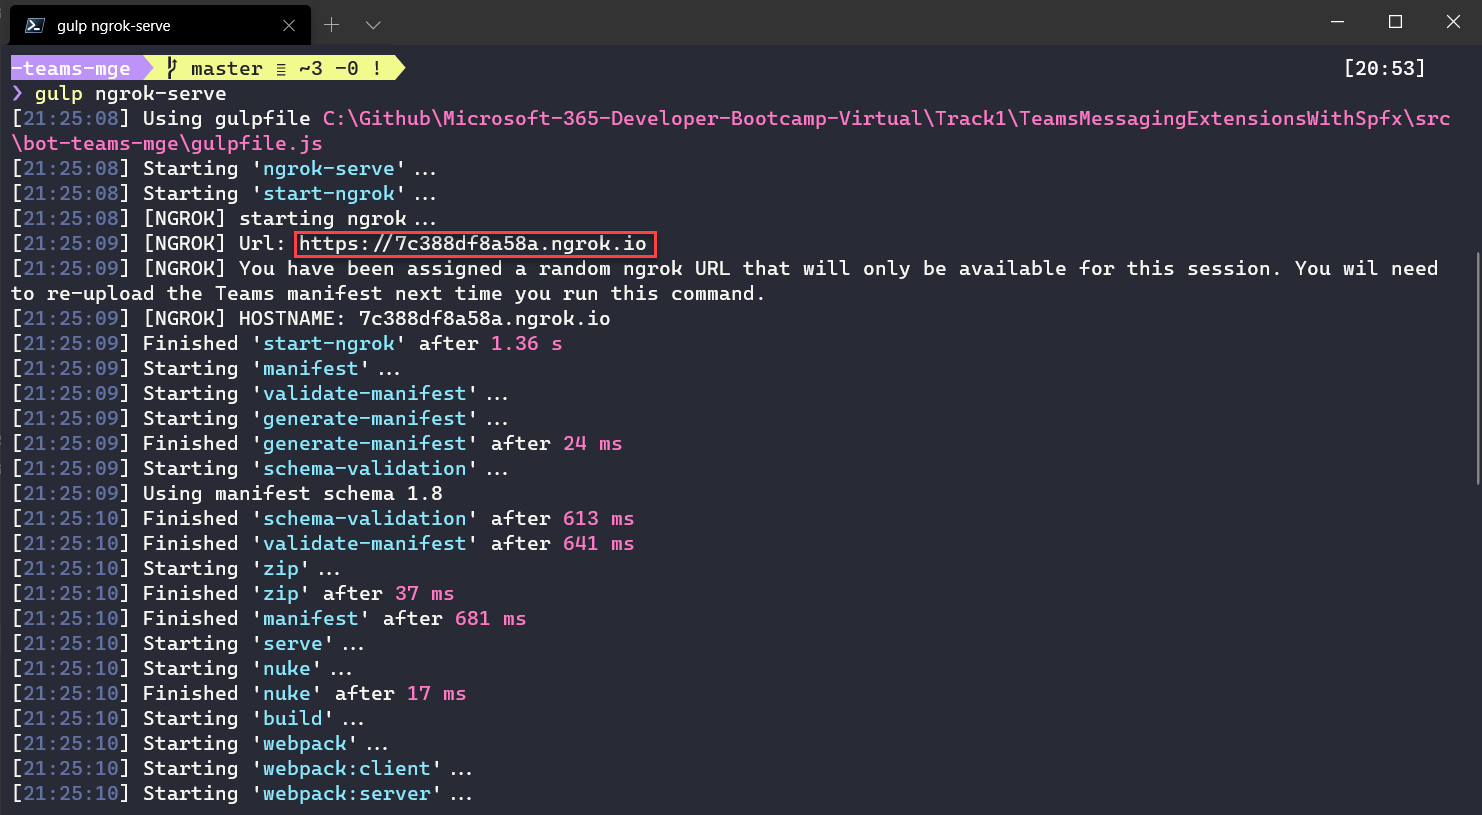 gulp ngrok-serve
-teams-mge master ≡ ~3 -0 ! [20:53]
❯ gulp ngrok-serve
[21:25:08] Using gulpfile C:\Github\Microsoft-365-Developer-Bootcamp-Virtual\Track1\TeamsMessagingExtensionsWithSpfx\src
\bot-teams-mge\gulpfile.js
[21:25:08] Starting 'ngrok-serve'...
[21:25:08] Starting 'start-ngrok'...
[21:25:08] [NGROK] starting ngrok...
[21:25:09] [NGROK] Url: https://7c388df8a58a.ngrok.io
[21:25:09] [NGROK] You have been assigned a random ngrok URL that will only be available for this session. You wil need
to re-upload the Teams manifest next time you run this command.
[21:25:09] [NGROK] HOSTNAME: 7c388df8a58a.ngrok.io
[21:25:09] Finished 'start-ngrok' after 1.36 s
[21:25:09] Starting 'manifest'...
[21:25:09] Starting 'validate-manifest'...
[21:25:09] Starting 'generate-manifest'...
[21:25:09] Finished 'generate-manifest' after 24 ms
[21:25:09] Starting 'schema-validation'...
[21:25:09] Using manifest schema 1.8
[21:25:10] Finished 'schema-validation' after 613 ms
[21:25:10] Finished 'validate-manifest' after 641 ms
[21:25:10] Starting 'zip'...
[21:25:10] Finished 'zip' after 37 ms
[21:25:10] Finished 'manifest' after 681 ms
[21:25:10] Starting 'serve'...
[21:25:10] Starting 'nuke'...
[21:25:10] Finished 'nuke' after 17 ms
[21:25:10] Starting 'build'...
[21:25:10] Starting 'webpack'...
[21:25:10] Starting 'webpack:client'...
[21:25:10] Starting 'webpack:server'...